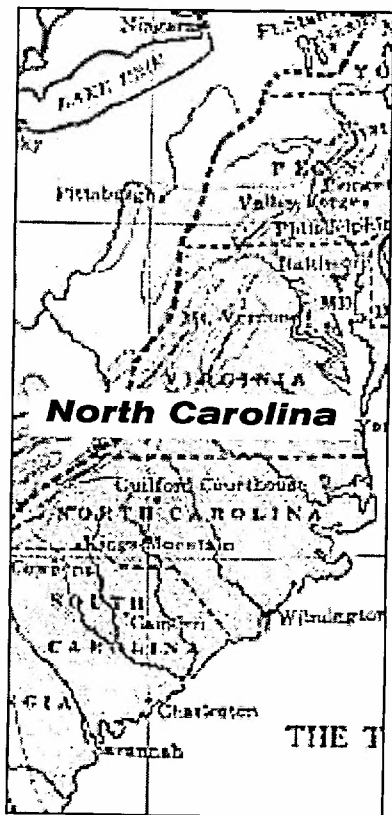 Niagara
LAKE ERIE
Pittsburgh
Valley Forge
Philadelphia
Baltimore
MD.
Mt. Vernon
VIRGINIA
North Carolina
Guilford Courthouse
NORTH CAROLINA
Kings Mountain
Cowpens
SOUTH
Camden
Wilmington
CAROLINA
GIA
Charleston
THE T
Savannah